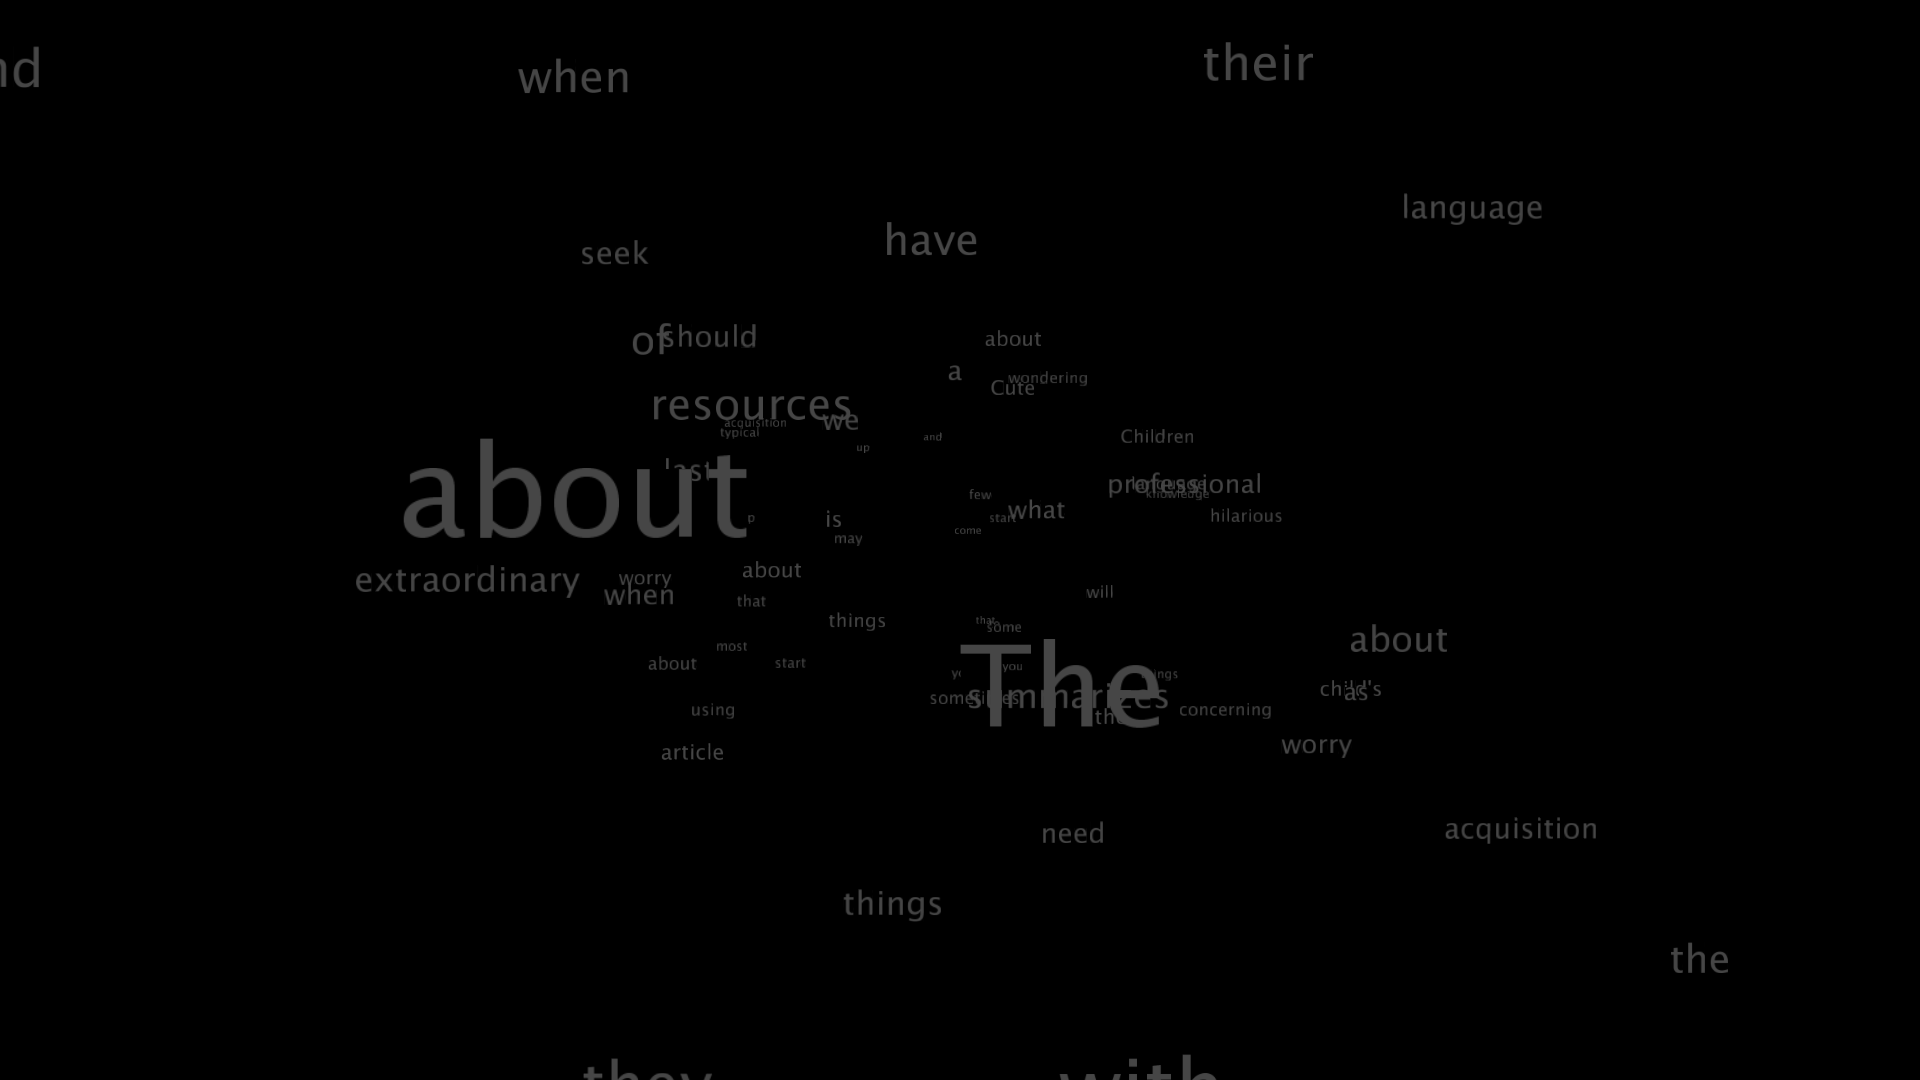 their
when
language
have
seek
should
of
about
a
wondering
Cute
resources
we
acquisition
typical
and
Children
up
last
about
professional
language
knowledge
few
what
start
is
hilarious
come
may
about
extraordinary
worry
when
will
that
things
that
some
The
about
most
about
start
you
things
child's
as
sometimes
summarizes
using
concerning
the
worry
article
acquisition
need
things
the
they
with